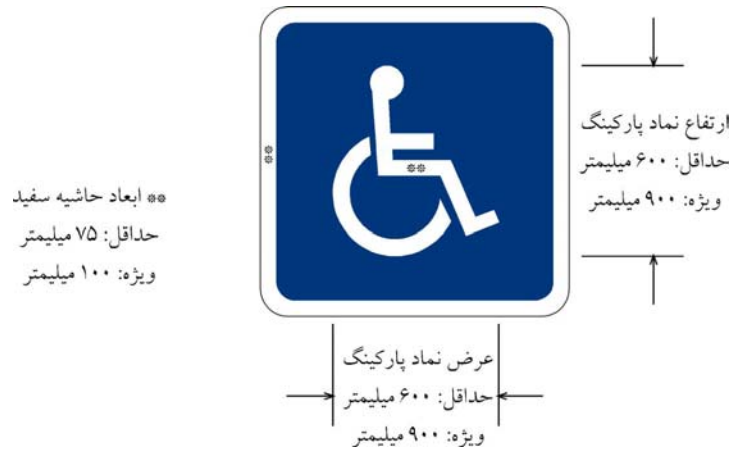 ارتفاع نماد پارکینگ
حداقل: ۶۰۰ میلیمتر
ویژه: ۹۰۰ میلیمتر
** ابعاد حاشیه سفید
حداقل: ۷۵ میلیمتر
ویژه: ۱۰۰ میلیمتر
**
**
عرض نماد پارکینگ
حداقل: ۶۰۰ میلیمتر
ویژه: ۹۰۰ میلیمتر